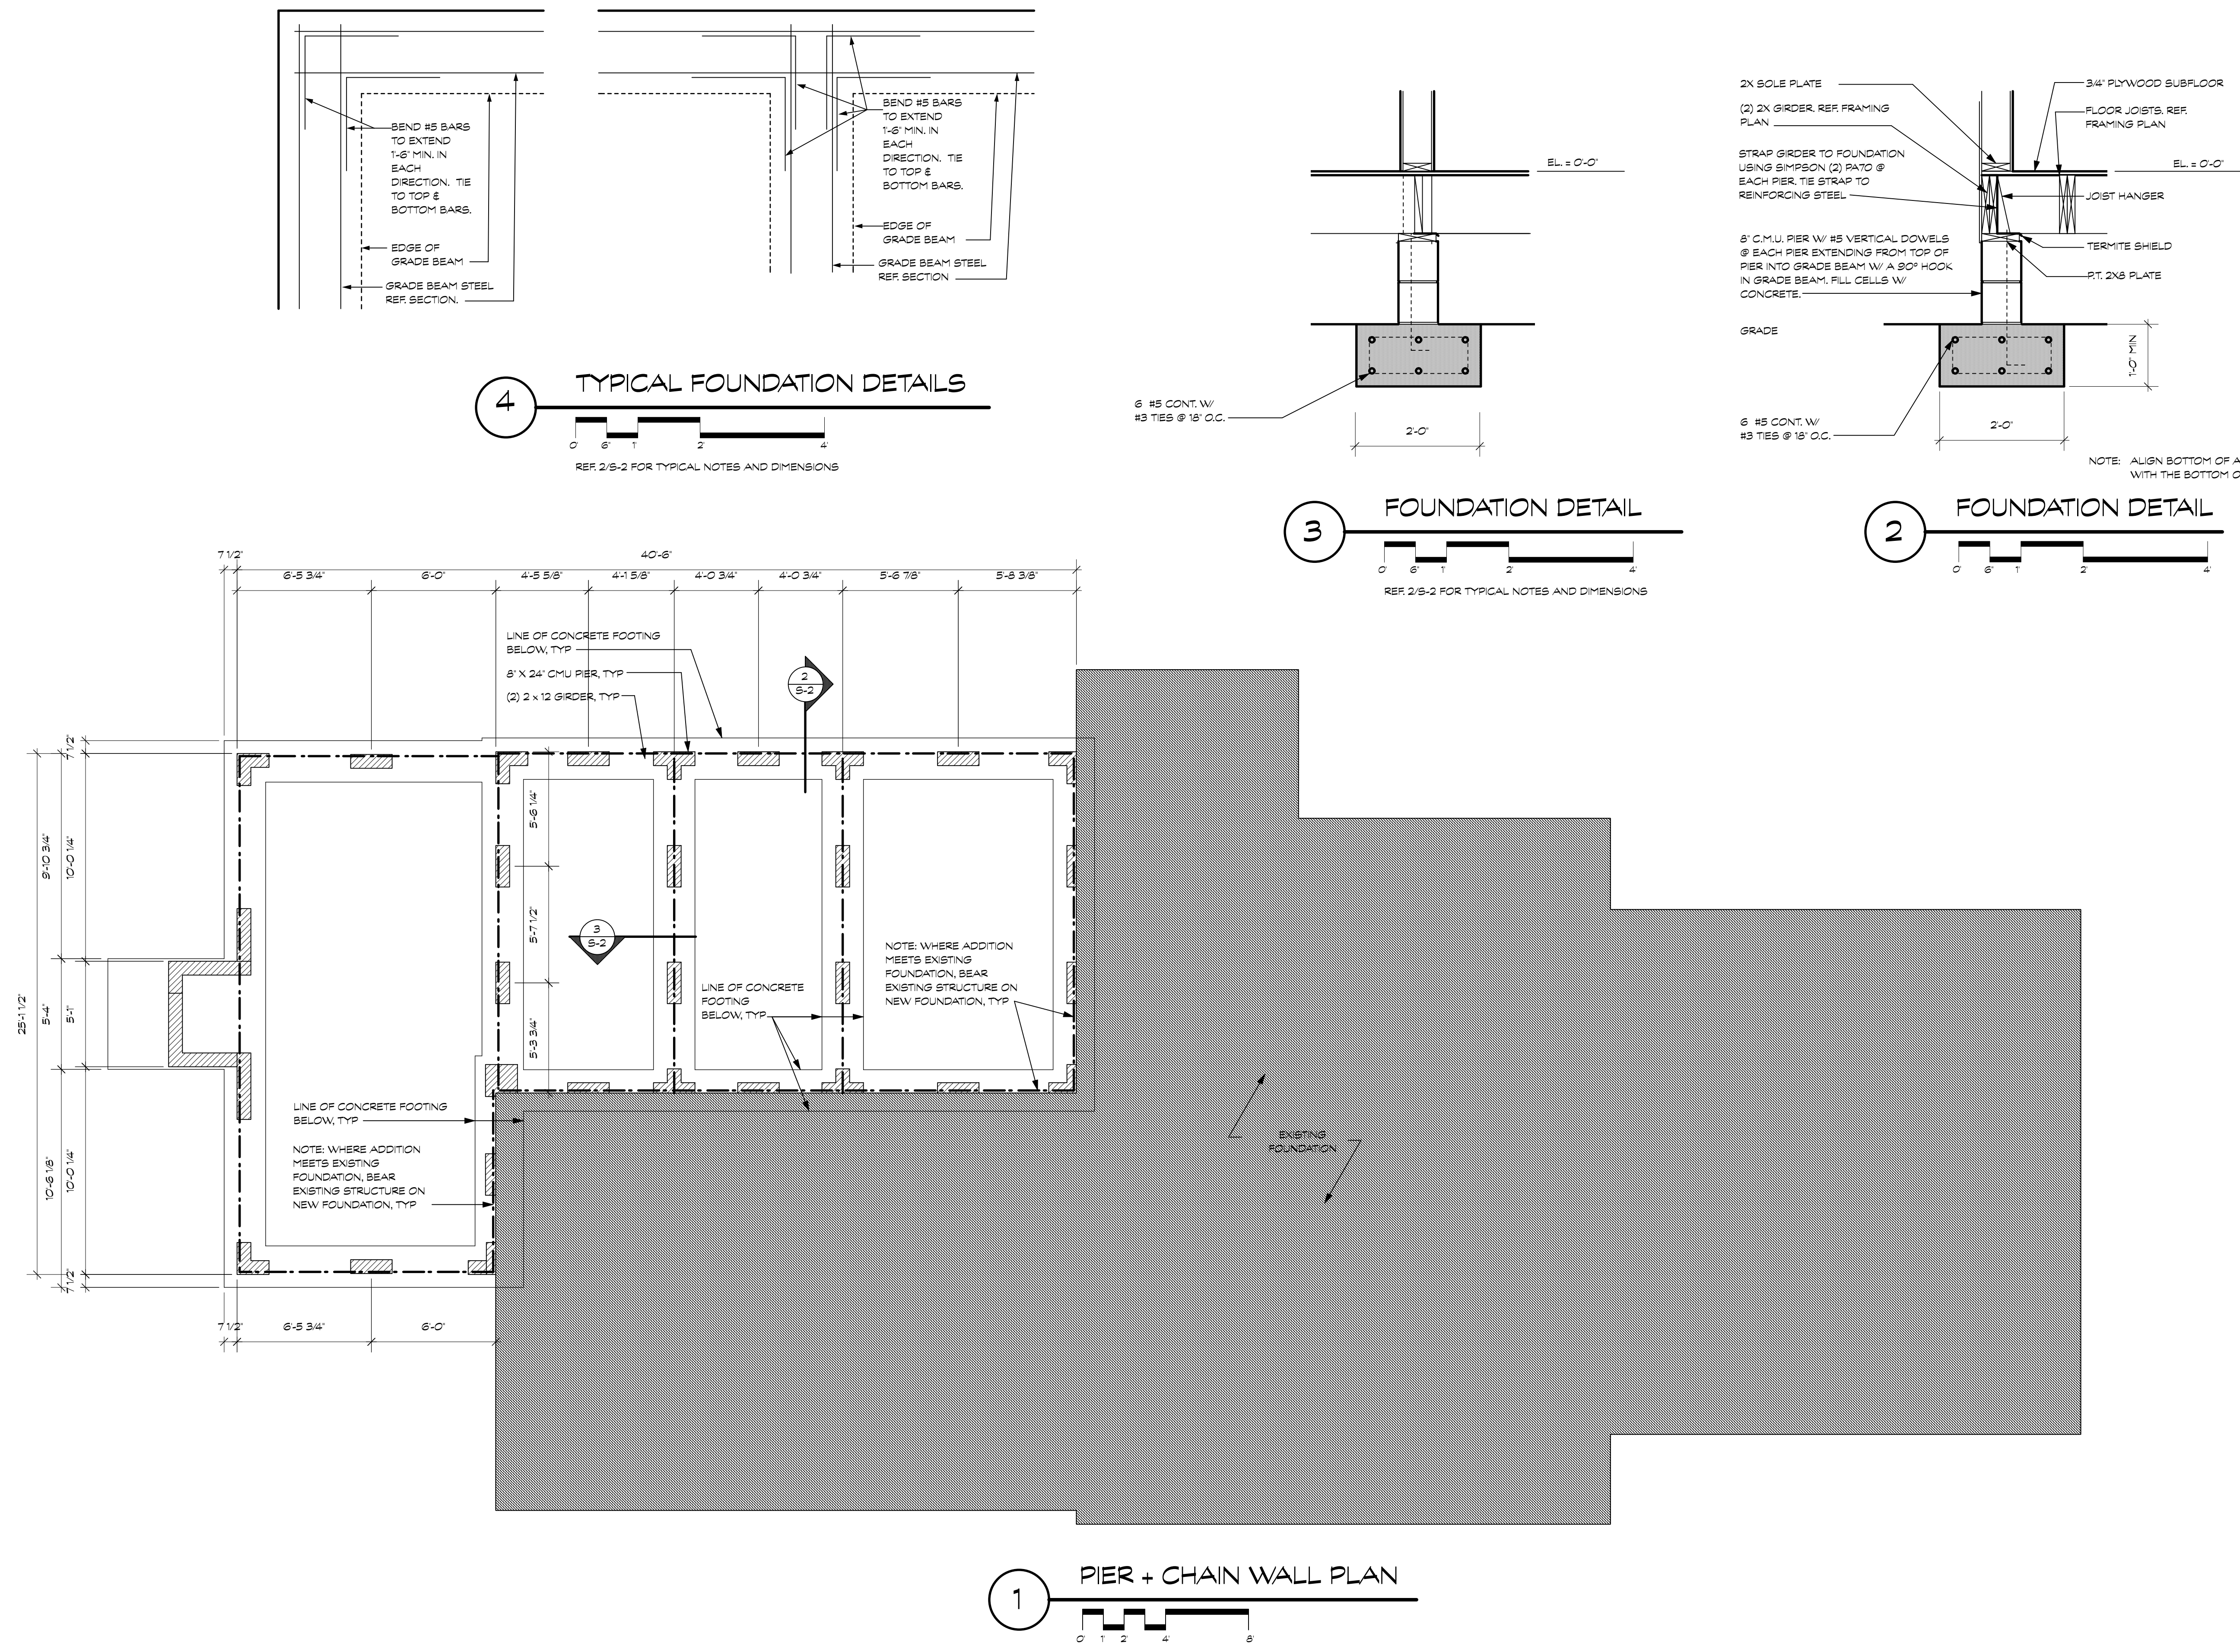 BEND #5 BARS
TO EXTEND
1'-6" MIN. IN
EACH
DIRECTION. TIE
TO TOP &
BOTTOM BARS.
EDGE OF
GRADE BEAM
GRADE BEAM STEEL
REF. SECTION.
BEND #5 BARS
TO EXTEND
1'-6" MIN. IN
EACH
DIRECTION. TIE
TO TOP &
BOTTOM BARS.
EDGE OF
GRADE BEAM
GRADE BEAM STEEL
REF. SECTION
4
TYPICAL FOUNDATION DETAILS
0' 6" 1' 2' 4'
REF. 2/S-2 FOR TYPICAL NOTES AND DIMENSIONS
EL. = 0'-0"
6 #5 CONT. W/
#3 TIES @ 18" O.C.
2'-0"
3
FOUNDATION DETAIL
0' 6" 1' 2' 4'
REF. 2/S-2 FOR TYPICAL NOTES AND DIMENSIONS
2X SOLE PLATE
(2) 2X GIRDER. REF. FRAMING
PLAN
STRAP GIRDER TO FOUNDATION
USING SIMPSON (2) PA70 @
EACH PIER. TIE STRAP TO
REINFORCING STEEL
8" C.M.U. PIER W/ #5 VERTICAL DOWELS
@ EACH PIER EXTENDING FROM TOP OF
PIER INTO GRADE BEAM W/ A 90° HOOK
IN GRADE BEAM. FILL CELLS W/
CONCRETE.
GRADE
6 #5 CONT. W/
#3 TIES @ 18" O.C.
3/4" PLYWOOD SUBFLOOR
FLOOR JOISTS. REF.
FRAMING PLAN
EL. = 0'-0"
JOIST HANGER
TERMITE SHIELD
P.T. 2X8 PLATE
1'-0" MIN
2'-0"
NOTE: ALIGN BOTTOM OF A
WITH THE BOTTOM O
2
FOUNDATION DETAIL
0' 6" 1' 2' 4'
7 1/2" 40'-6"
6'-5 3/4" 6'-0" 4'-5 5/8" 4'-1 5/8" 4'-0 3/4" 4'-0 3/4" 5'-6 7/8" 5'-8 3/8"
LINE OF CONCRETE FOOTING
BELOW, TYP
8" X 24" CMU PIER, TYP
(2) 2 x 12 GIRDER, TYP
2
S-2
7 1/2"
25'-1 1/2"
9'-10 3/4"
10'-0 1/4"
5'-4"
5'-1"
10'-6 1/8"
10'-0 1/4"
7 1/2"
5'-6 1/4"
5'-7 1/2"
5'-3 3/4"
3
S-2
LINE OF CONCRETE
FOOTING
BELOW, TYP
NOTE: WHERE ADDITION
MEETS EXISTING
FOUNDATION, BEAR
EXISTING STRUCTURE ON
NEW FOUNDATION, TYP
LINE OF CONCRETE FOOTING
BELOW, TYP
NOTE: WHERE ADDITION
MEETS EXISTING
FOUNDATION, BEAR
EXISTING STRUCTURE ON
NEW FOUNDATION, TYP
EXISTING
FOUNDATION
7 1/2" 6'-5 3/4" 6'-0"
1
PIER + CHAIN WALL PLAN
0' 1' 2' 4' 8'